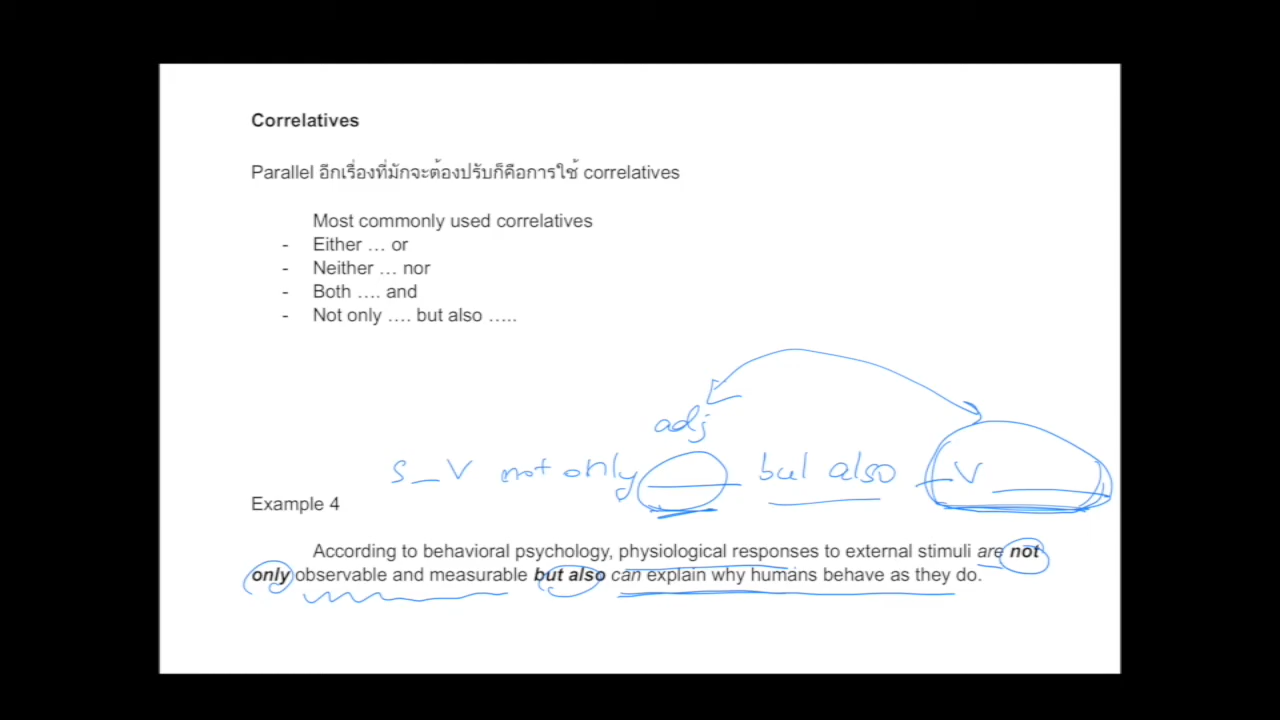 Correlatives
Parallel อีกเรื่องที่มักจะต้องปรับก็คือการใช้ correlatives
Most commonly used correlatives
- Either … or
- Neither … nor
- Both …. and
- Not only …. but also …..
adj
S _ V not only ___ but also _ V ___
Example 4
According to behavioral psychology, physiological responses to external stimuli are not
only observable and measurable but also can explain why humans behave as they do.